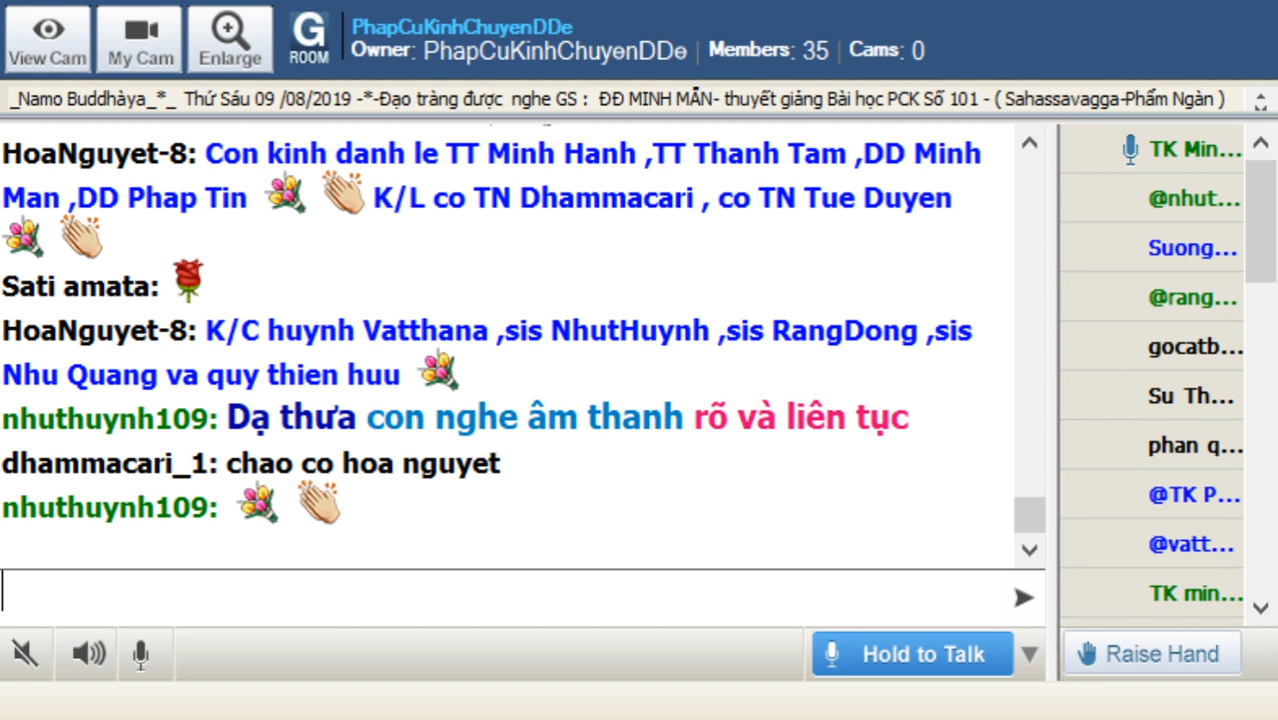 PhapCuKinhChuyenDDe
View Cam
My Cam
Enlarge
G ROOM
Owner: PhapCuKinhChuyenDDe | Members: 35 | Cams: 0
_Namo Buddhàya_*_ Thứ Sáu 09 /08/2019 -*-Đạo tràng được nghe GS : ĐĐ MINH MẪN- thuyết giảng Bài học PCK Số 101 - ( Sahassavagga-Phẩm Ngàn )
HoaNguyet-8: Con kinh danh le TT Minh Hanh ,TT Thanh Tam ,DD Minh
Man ,DD Phap Tin K/L co TN Dhammacari , co TN Tue Duyen
Sati amata:
HoaNguyet-8: K/C huynh Vatthana ,sis NhutHuynh ,sis RangDong ,sis
Nhu Quang va quy thien huu
nhuthuynh109: Dạ thưa con nghe âm thanh rõ và liên tục
dhammacari_1: chao co hoa nguyet
nhuthuynh109:
TK Min...
@nhut...
Suong...
@rang...
gocatb...
Su Th...
phan q...
@TK P...
@vatt...
TK min...
Hold to Talk
Raise Hand